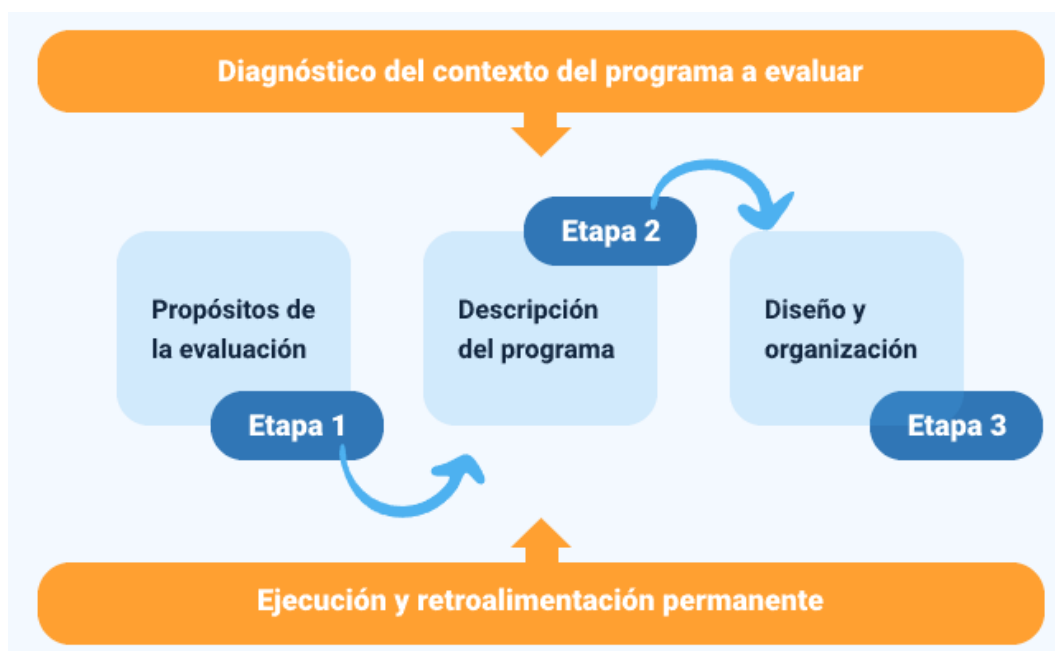 Diagnóstico del contexto del programa a evaluar
Propósitos de
la evaluación
Etapa 1
Etapa 2
Descripción
del programa
Diseño y
organización
Etapa 3
Ejecución y retroalimentación permanente